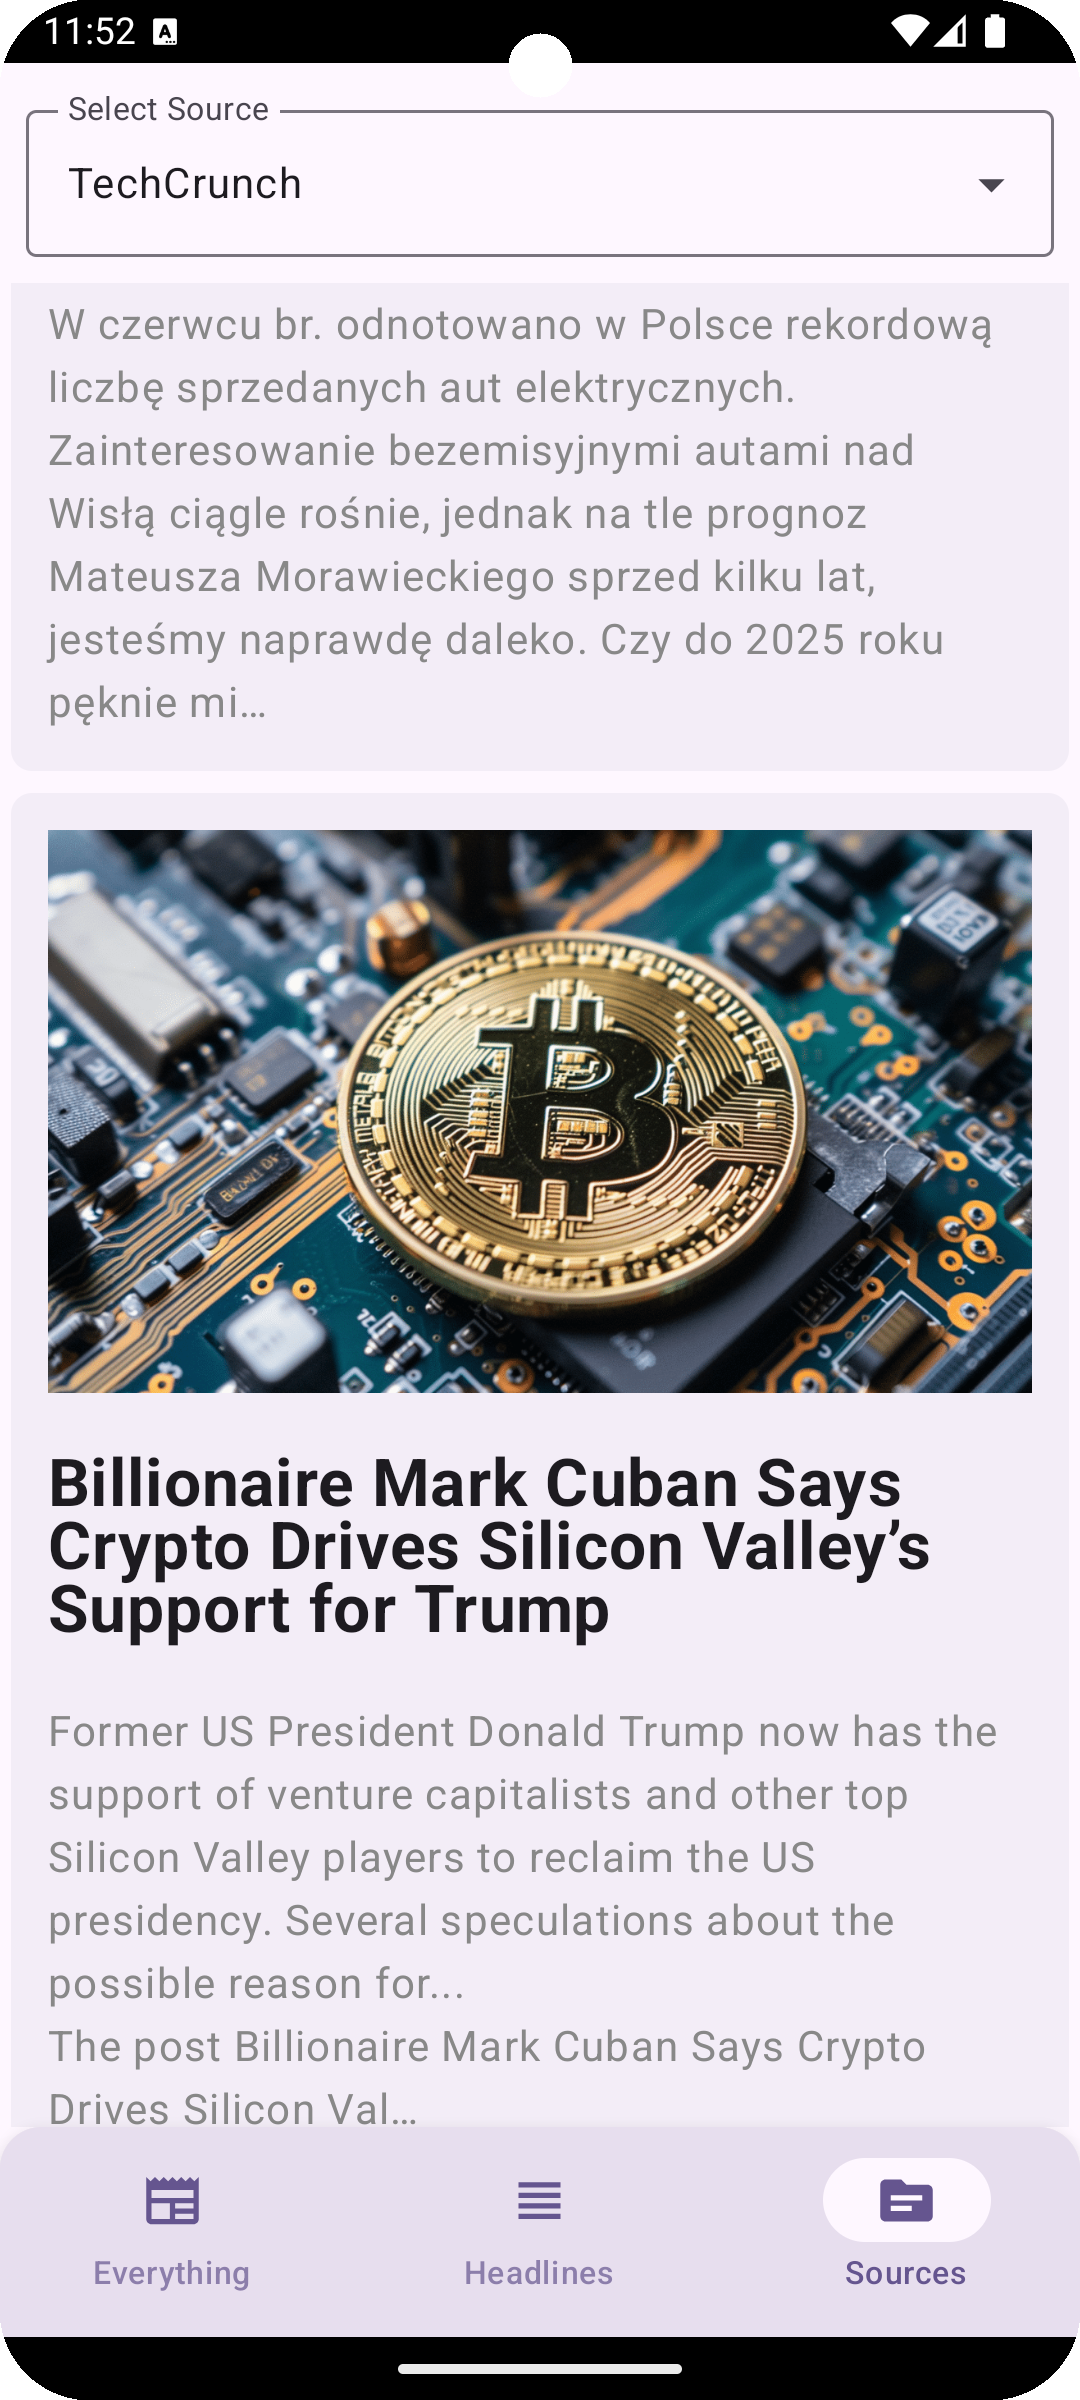 11:52
Select Source
TechCrunch
W czerwcu br. odnotowano w Polsce rekordową
liczbę sprzedanych aut elektrycznych.
Zainteresowanie bezemisyjnymi autami nad
Wisłą ciągle rośnie, jednak na tle prognoz
Mateusza Morawieckiego sprzed kilku lat,
jesteśmy naprawdę daleko. Czy do 2025 roku
pęknie mi…
Billionaire Mark Cuban Says
Crypto Drives Silicon Valley’s
Support for Trump
Former US President Donald Trump now has the
support of venture capitalists and other top
Silicon Valley players to reclaim the US
presidency. Several speculations about the
possible reason for...
The post Billionaire Mark Cuban Says Crypto
Drives Silicon Val…
Everything
Headlines
Sources